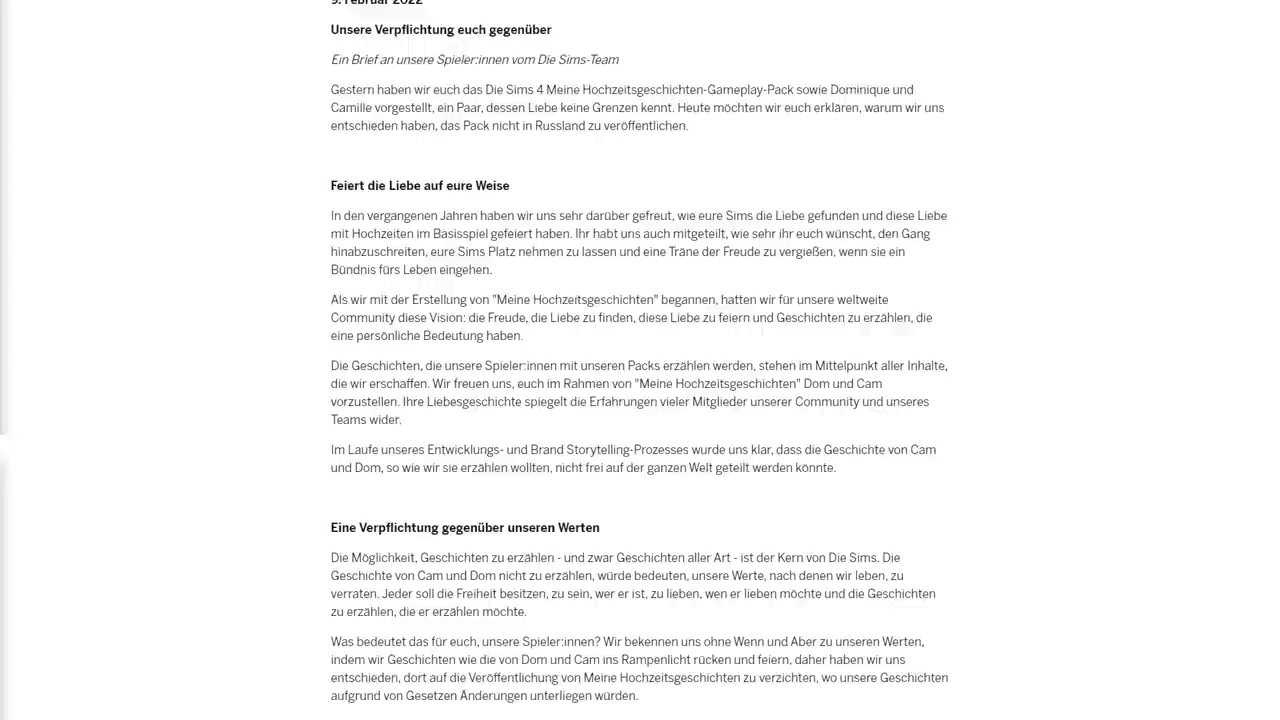 9. Februar 2022
Unsere Verpflichtung euch gegenüber
Ein Brief an unsere Spieler:innen vom Die Sims-Team
Gestern haben wir euch das Die Sims 4 Meine Hochzeitsgeschichten-Gameplay-Pack sowie Dominique und
Camille vorgestellt, ein Paar, dessen Liebe keine Grenzen kennt. Heute möchten wir euch erklären, warum wir uns
entschieden haben, das Pack nicht in Russland zu veröffentlichen.
Feiert die Liebe auf eure Weise
In den vergangenen Jahren haben wir uns sehr darüber gefreut, wie eure Sims die Liebe gefunden und diese Liebe
mit Hochzeiten im Basisspiel gefeiert haben. Ihr habt uns auch mitgeteilt, wie sehr ihr euch wünscht, den Gang
hinabzuschreiten, eure Sims Platz nehmen zu lassen und eine Träne der Freude zu vergießen, wenn sie ein
Bündnis fürs Leben eingehen.
Als wir mit der Erstellung von "Meine Hochzeitsgeschichten" begannen, hatten wir für unsere weltweite
Community diese Vision: die Freude, die Liebe zu finden, diese Liebe zu feiern und Geschichten zu erzählen, die
eine persönliche Bedeutung haben.
Die Geschichten, die unsere Spieler:innen mit unseren Packs erzählen werden, stehen im Mittelpunkt aller Inhalte,
die wir erschaffen. Wir freuen uns, euch im Rahmen von "Meine Hochzeitsgeschichten" Dom und Cam
vorzustellen. Ihre Liebesgeschichte spiegelt die Erfahrungen vieler Mitglieder unserer Community und unseres
Teams wider.
Im Laufe unseres Entwicklungs- und Brand Storytelling-Prozesses wurde uns klar, dass die Geschichte von Cam
und Dom, so wie wir sie erzählen wollten, nicht frei auf der ganzen Welt geteilt werden könnte.
Eine Verpflichtung gegenüber unseren Werten
Die Möglichkeit, Geschichten zu erzählen - und zwar Geschichten aller Art - ist der Kern von Die Sims. Die
Geschichte von Cam und Dom nicht zu erzählen, würde bedeuten, unsere Werte, nach denen wir leben, zu
verraten. Jeder soll die Freiheit besitzen, zu sein, wer er ist, zu lieben, wen er lieben möchte und die Geschichten
zu erzählen, die er erzählen möchte.
Was bedeutet das für euch, unsere Spieler:innen? Wir bekennen uns ohne Wenn und Aber zu unseren Werten,
indem wir Geschichten wie die von Dom und Cam ins Rampenlicht rücken und feiern, daher haben wir uns
entschieden, dort auf die Veröffentlichung von Meine Hochzeitsgeschichten zu verzichten, wo unsere Geschichten
aufgrund von Gesetzen Änderungen unterliegen würden.